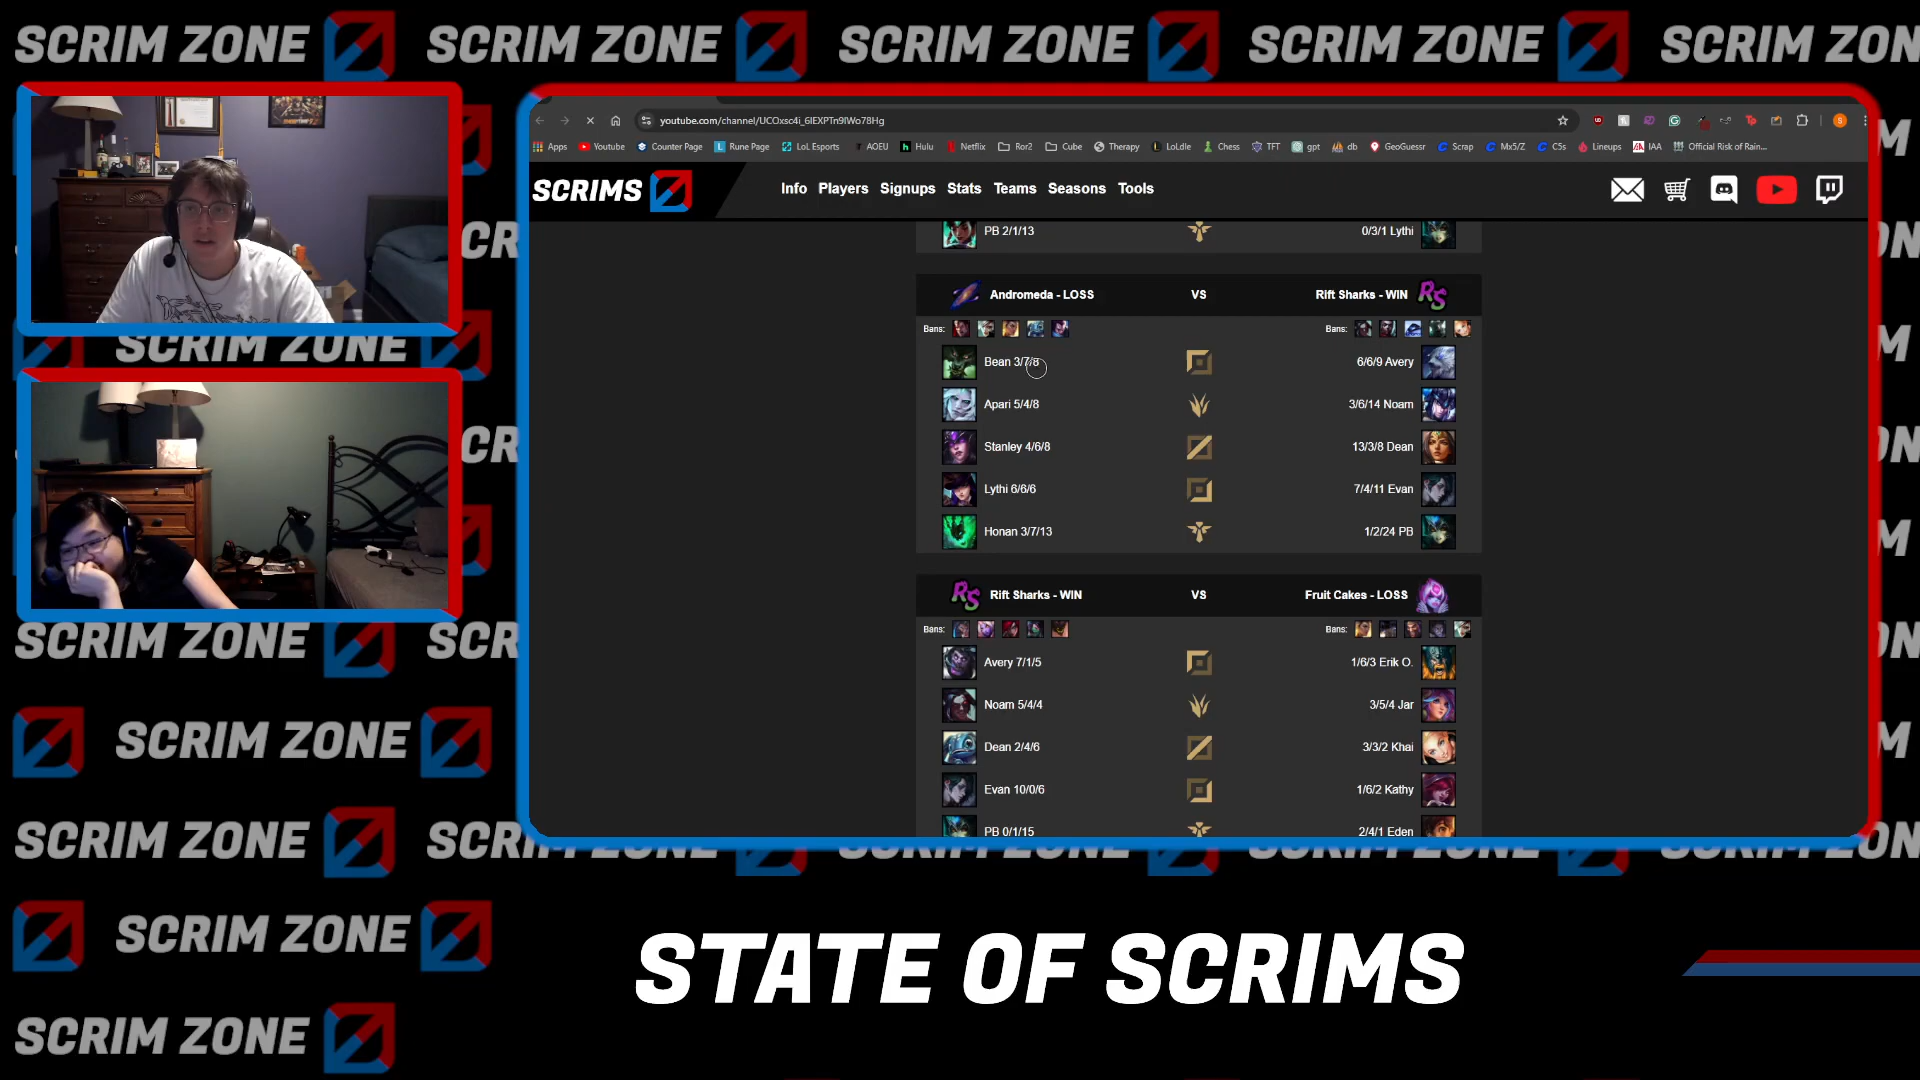 SCRIM ZONE SCRIM ZONE SCRIM ZONE SCRIM ZONE SCRIM ZON
youtube.com/channel/UCOxsc4i_6IEXPTn9IWo78Hg
Apps Youtube Counter Page Rune Page LoL Esports AOEU Hulu Netflix Ror2 Cube Therapy LoLdle Chess TFT gpt db GeoGuessr Scrap Mx5/Z C5s Lineups IAA Official Risk of Rain...
SCRIMS Info Players Signups Stats Teams Seasons Tools
PB 2/1/13 0/3/1 Lythi
Andromeda - LOSS VS Rift Sharks - WIN RS
Bans: Bans:
Bean 3/7/8 6/6/9 Avery
Apari 5/4/8 3/6/14 Noam
Stanley 4/6/8 13/3/8 Dean
Lythi 6/6/6 7/4/11 Evan
Honan 3/7/13 1/2/24 PB
RS Rift Sharks - WIN VS Fruit Cakes - LOSS
Bans: Bans:
Avery 7/1/5 1/6/3 Erik O.
Noam 5/4/4 3/5/4 Jar
Dean 2/4/6 3/3/2 Khai
Evan 10/0/6 1/6/2 Kathy
PB 0/1/15 2/4/1 Eden
SCRIM ZONE
SCRIM ZONE
SCRIM ZONE
SCRIM ZONE
SCRIM ZONE
SCRIM ZONE
STATE OF SCRIMS